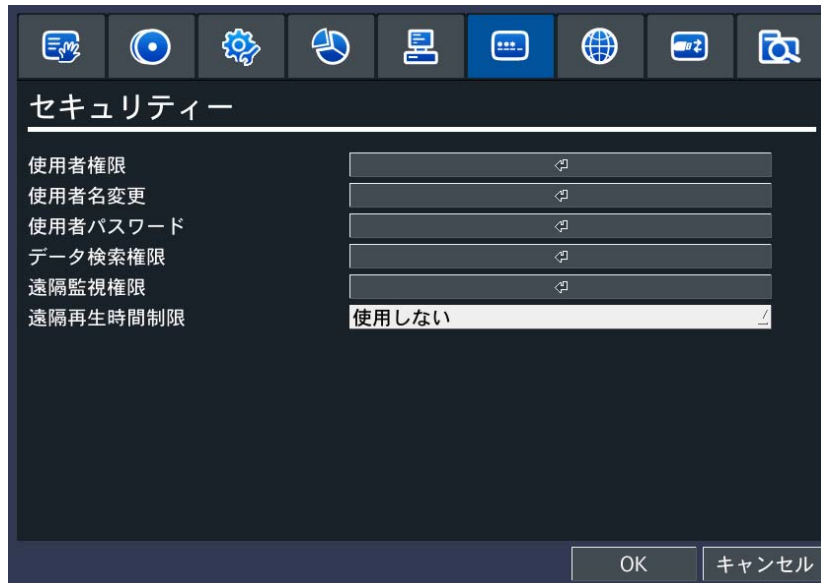 セキュリティー
使用者権限
使用者名変更
使用者パスワード
データ検索権限
遠隔監視権限
遠隔再生時間制限 使用しない
OK キャンセル